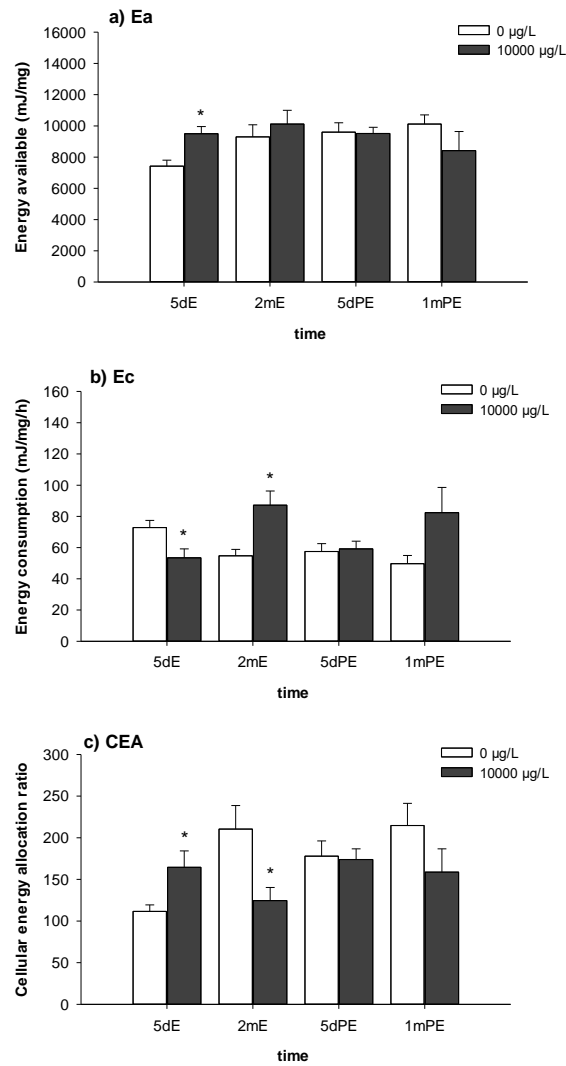 a) Ea
0 µg/L
10000 µg/L
Energy available (mJ/mg)
16000
14000
12000
10000
8000
6000
4000
2000
0
*
5dE 2mE 5dPE 1mPE
time
b) Ec
0 µg/L
10000 µg/L
Energy consumption (mJ/mg/h)
160
140
120
100
80
60
40
20
0
* *
5dE 2mE 5dPE 1mPE
time
c) CEA
0 µg/L
10000 µg/L
Cellular energy allocation ratio
300
250
200
150
100
50
0
* *
5dE 2mE 5dPE 1mPE
time